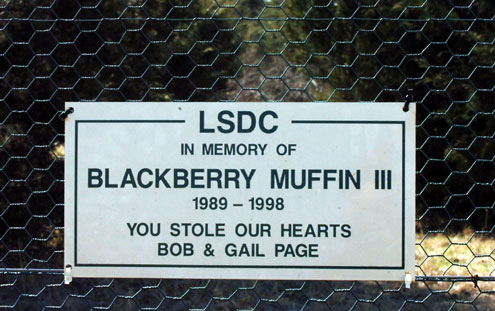 LSDC
IN MEMORY OF
BLACKBERRY MUFFIN III
1989 – 1998
YOU STOLE OUR HEARTS
BOB & GAIL PAGE